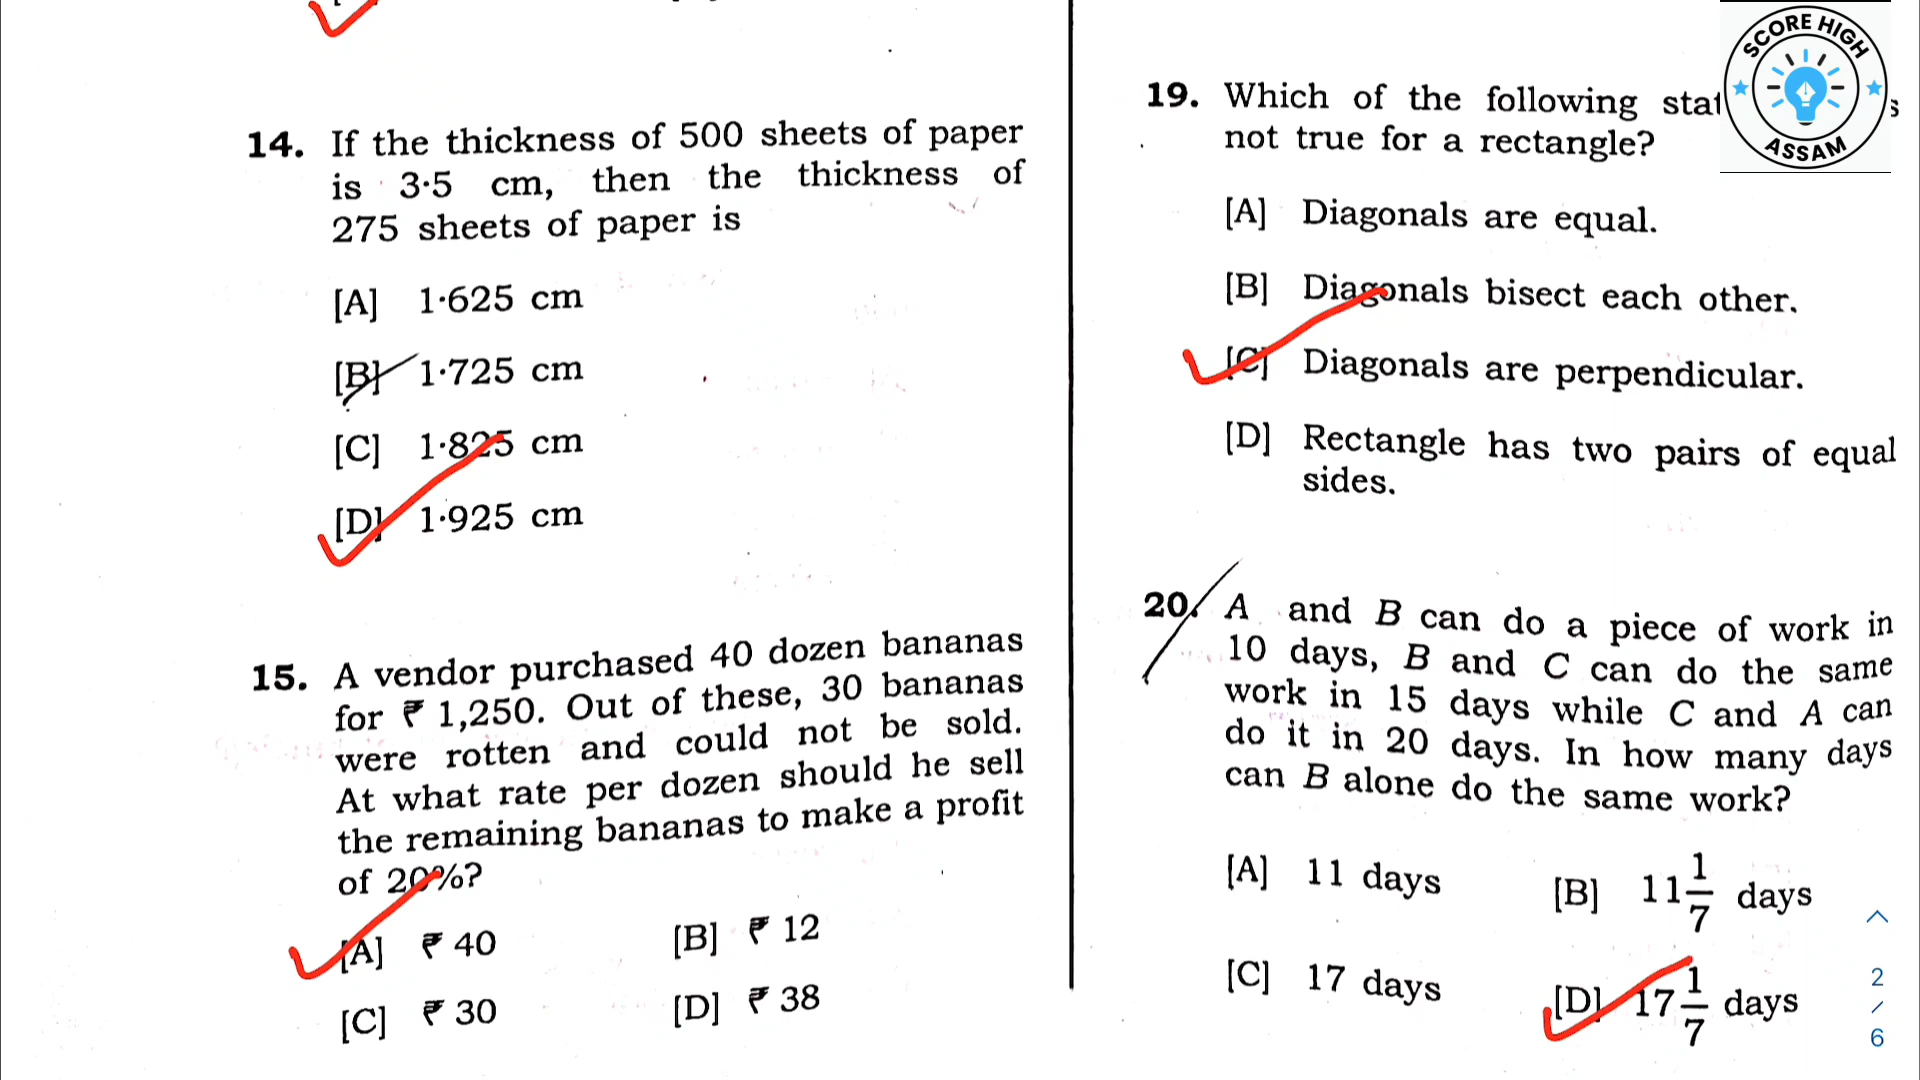 14. If the thickness of 500 sheets of paper
is 3·5 cm, then the thickness of
275 sheets of paper is
[A] 1·625 cm
[B] 1·725 cm
[C] 1·825 cm
[D] 1·925 cm
15. A vendor purchased 40 dozen bananas
for ₹ 1,250. Out of these, 30 bananas
were rotten and could not be sold.
At what rate per dozen should he sell
the remaining bananas to make a profit
of 20%?
[A] ₹ 40 [B] ₹ 12
[C] ₹ 30 [D] ₹ 38
19. Which of the following
not true for a rectangle?
[A] Diagonals are equal.
[B] Diagonals bisect each other.
[C] Diagonals are perpendicular.
[D] Rectangle has two pairs of equal
sides.
20. A and B can do a piece of work in
10 days, B and C can do the same
work in 15 days while C and A can
do it in 20 days. In how many days
can B alone do the same work?
[A] 11 days [B] 11 1/7 days
[C] 17 days [D] 17 1/7 days
SCORE HIGH
ASSAM
2
/
6